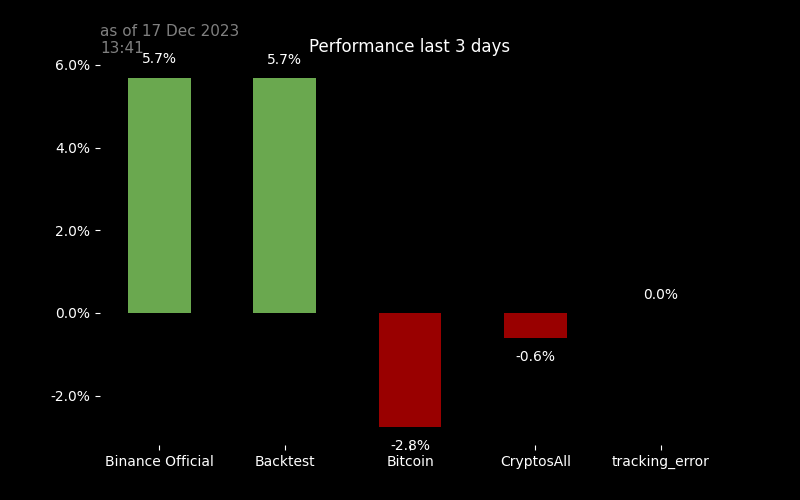 as of 17 Dec 2023
13:41
Performance last 3 days
6.0%
4.0%
2.0%
0.0%
-2.0%
5.7%
5.7%
-2.8%
-0.6%
0.0%
Binance Official
Backtest
Bitcoin
CryptosAll
tracking_error